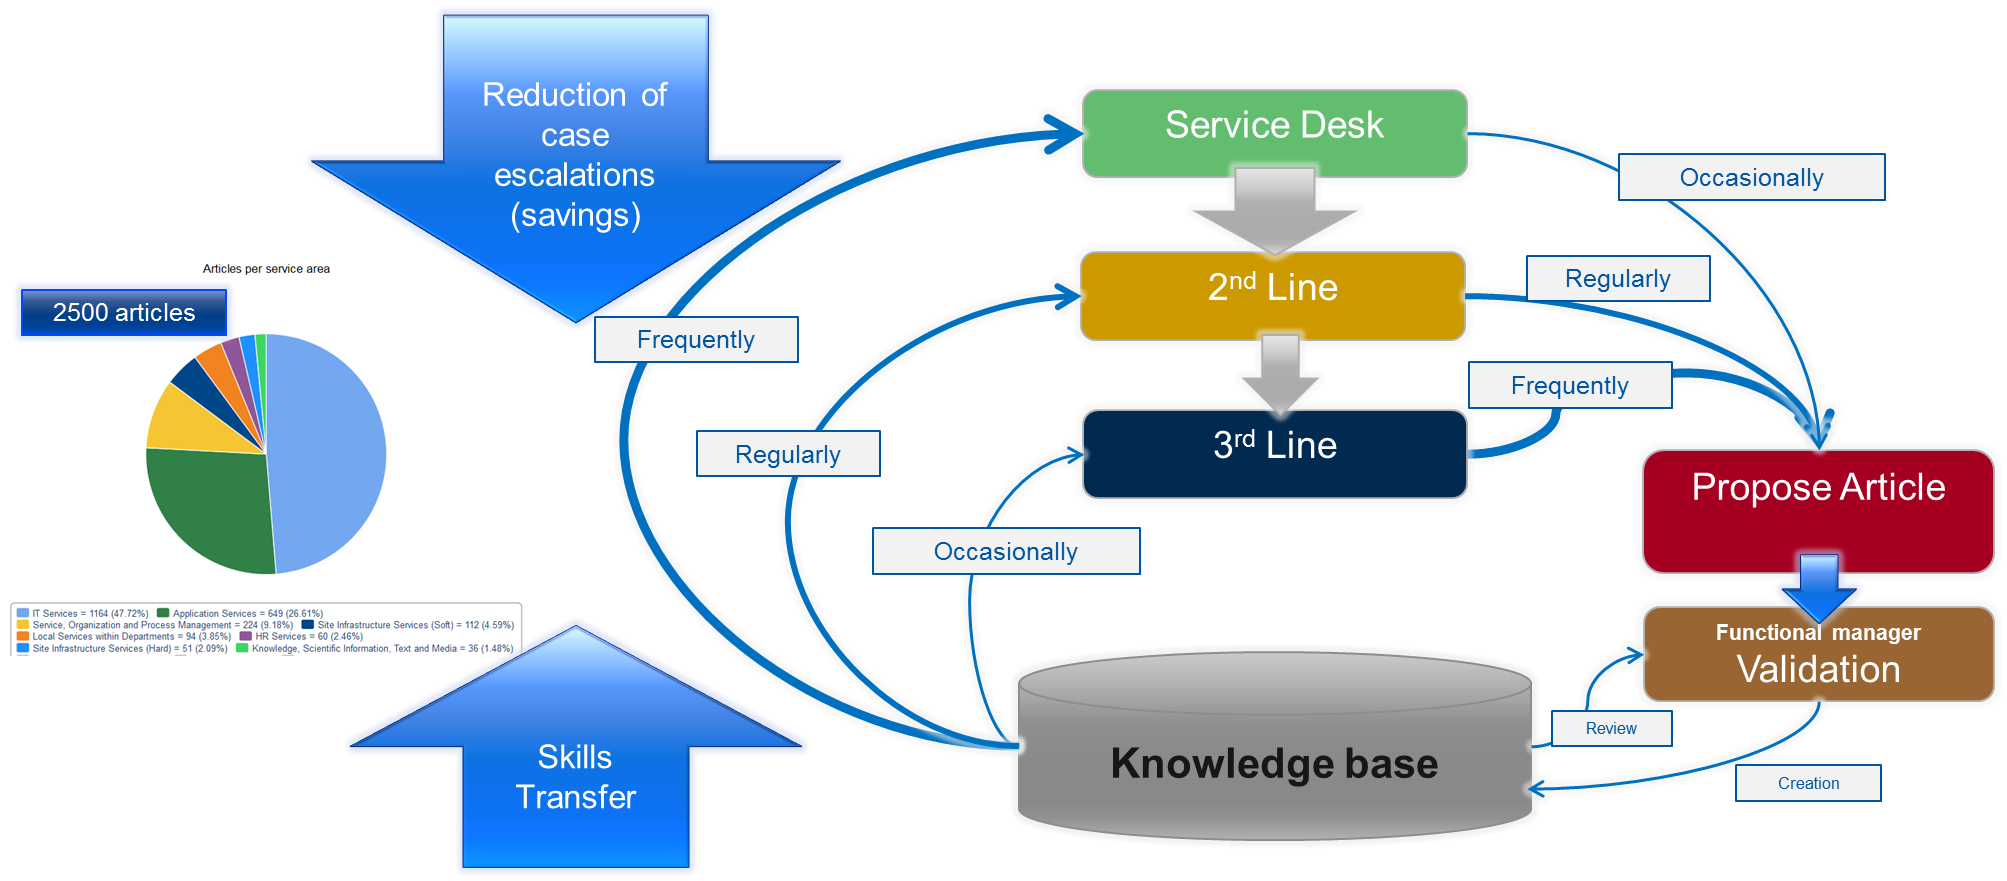 Reduction of
case
escalations
(savings)
Service Desk
Occasionally
2nd Line
Regularly
Articles per service area
2500 articles
Frequently
Frequently
3rd Line
Regularly
Propose Article
Occasionally
IT Services = 1164 (47.72%) Application Services = 649 (26.61%)
Service, Organization and Process Management = 224 (9.18%) Site Infrastructure Services (Soft) = 112 (4.59%)
Local Services within Departments = 94 (3.85%) HR Services = 60 (2.46%)
Site Infrastructure Services (Hard) = 51 (2.09%) Knowledge, Scientific Information, Text and Media = 36 (1.48%)
Functional manager
Validation
Review
Skills
Transfer
Knowledge base
Creation